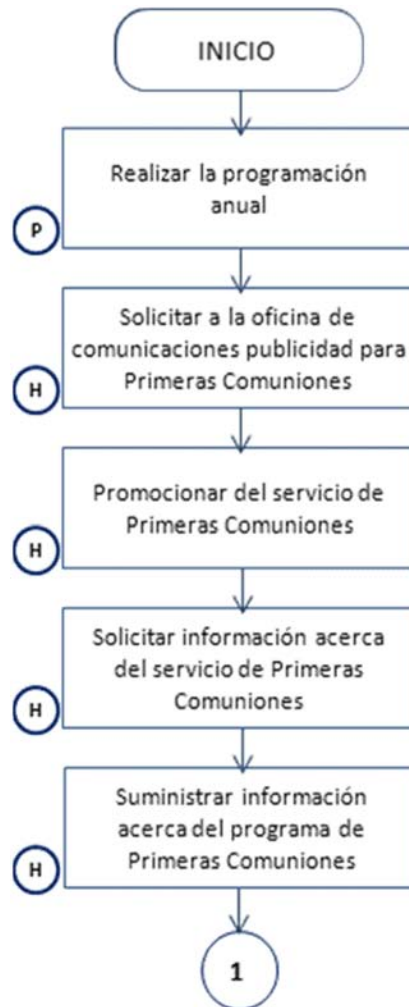 INICIO
Realizar la programación
anual
P
Solicitar a la oficina de
comunicaciones publicidad para
Primeras Comuniones
H
Promocionar del servicio de
Primeras Comuniones
H
Solicitar información acerca
del servicio de Primeras
Comuniones
H
Suministrar información
acerca del programa de
Primeras Comuniones
H
1